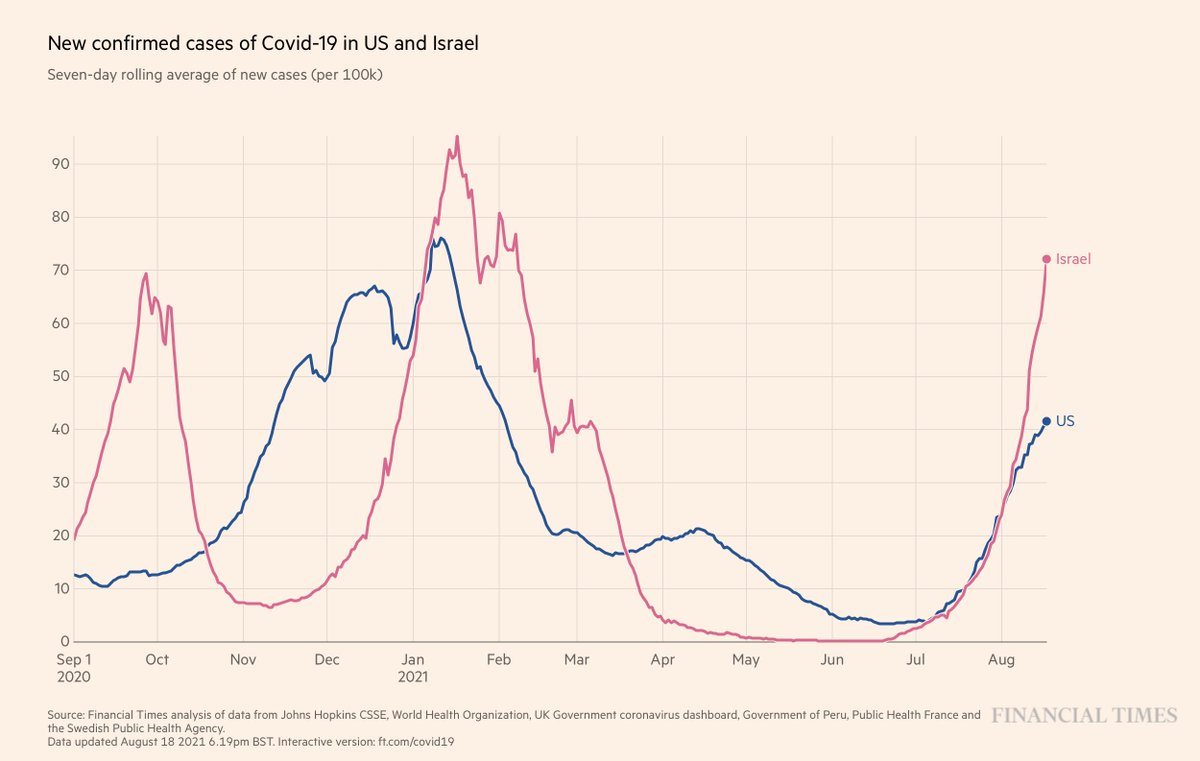 New confirmed cases of Covid-19 in US and Israel
Seven-day rolling average of new cases (per 100k)
90
80
70
60
50
40
30
20
10
0
Israel
US
Sep 1 Oct Nov Dec Jan Feb Mar Apr May Jun Jul Aug
2020 2021
Source: Financial Times analysis of data from Johns Hopkins CSSE, World Health Organization, UK Government coronavirus dashboard, Government of Peru, Public Health France and
the Swedish Public Health Agency.
Data updated August 18 2021 6.19pm BST. Interactive version: ft.com/covid19
FINANCIAL TIMES